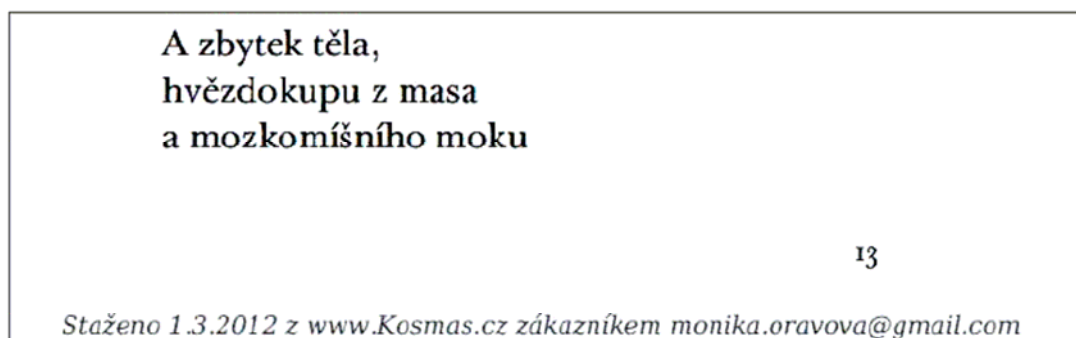 A zbytek těla,
hvězdokupu z masa
a mozkomíšního moku
13
Staženo 1.3.2012 z www.Kosmas.cz zákazníkem monika.oravova@gmail.com